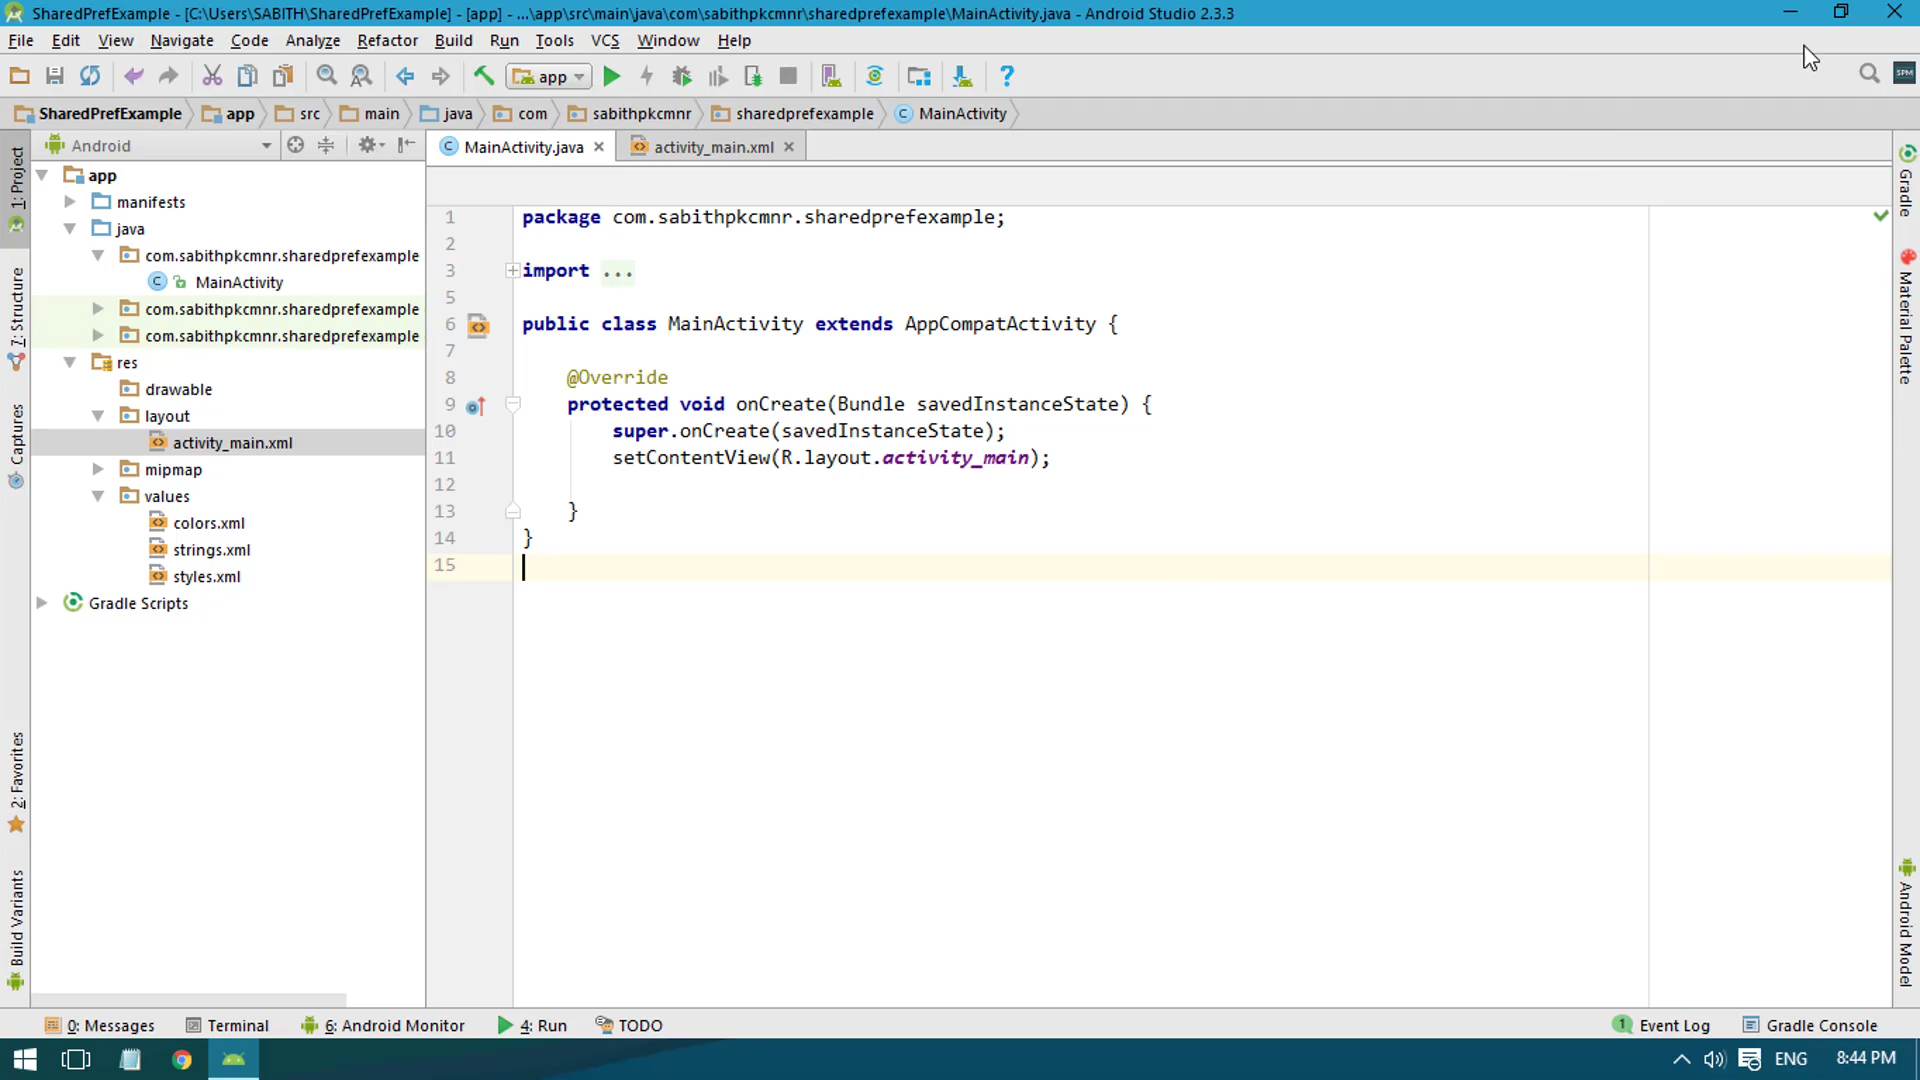 SharedPrefExample - [C:\Users\SABITH\SharedPrefExample] - [app] - ...\app\src\main\java\com\sabithpkcmnr\sharedprefexample\MainActivity.java - Android Studio 2.3.3
File Edit View Navigate Code Analyze Refactor Build Run Tools VCS Window Help
app
SPM
SharedPrefExample app src main java com sabithpkcmnr sharedprefexample MainActivity
Android
MainActivity.java activity_main.xml
1: Project
7: Structure
Captures
2: Favorites
Build Variants
app
manifests
java
com.sabithpkcmnr.sharedprefexample
MainActivity
com.sabithpkcmnr.sharedprefexample
com.sabithpkcmnr.sharedprefexample
res
drawable
layout
activity_main.xml
mipmap
values
colors.xml
strings.xml
styles.xml
Gradle Scripts
1 package com.sabithpkcmnr.sharedprefexample;
2
3 import ...
5
6 public class MainActivity extends AppCompatActivity {
7
8 @Override
9 protected void onCreate(Bundle savedInstanceState) {
10 super.onCreate(savedInstanceState);
11 setContentView(R.layout.activity_main);
12
13 }
14 }
15
Gradle
Material Palette
Android Model
0: Messages Terminal 6: Android Monitor 4: Run TODO 1 Event Log Gradle Console
ENG 8:44 PM